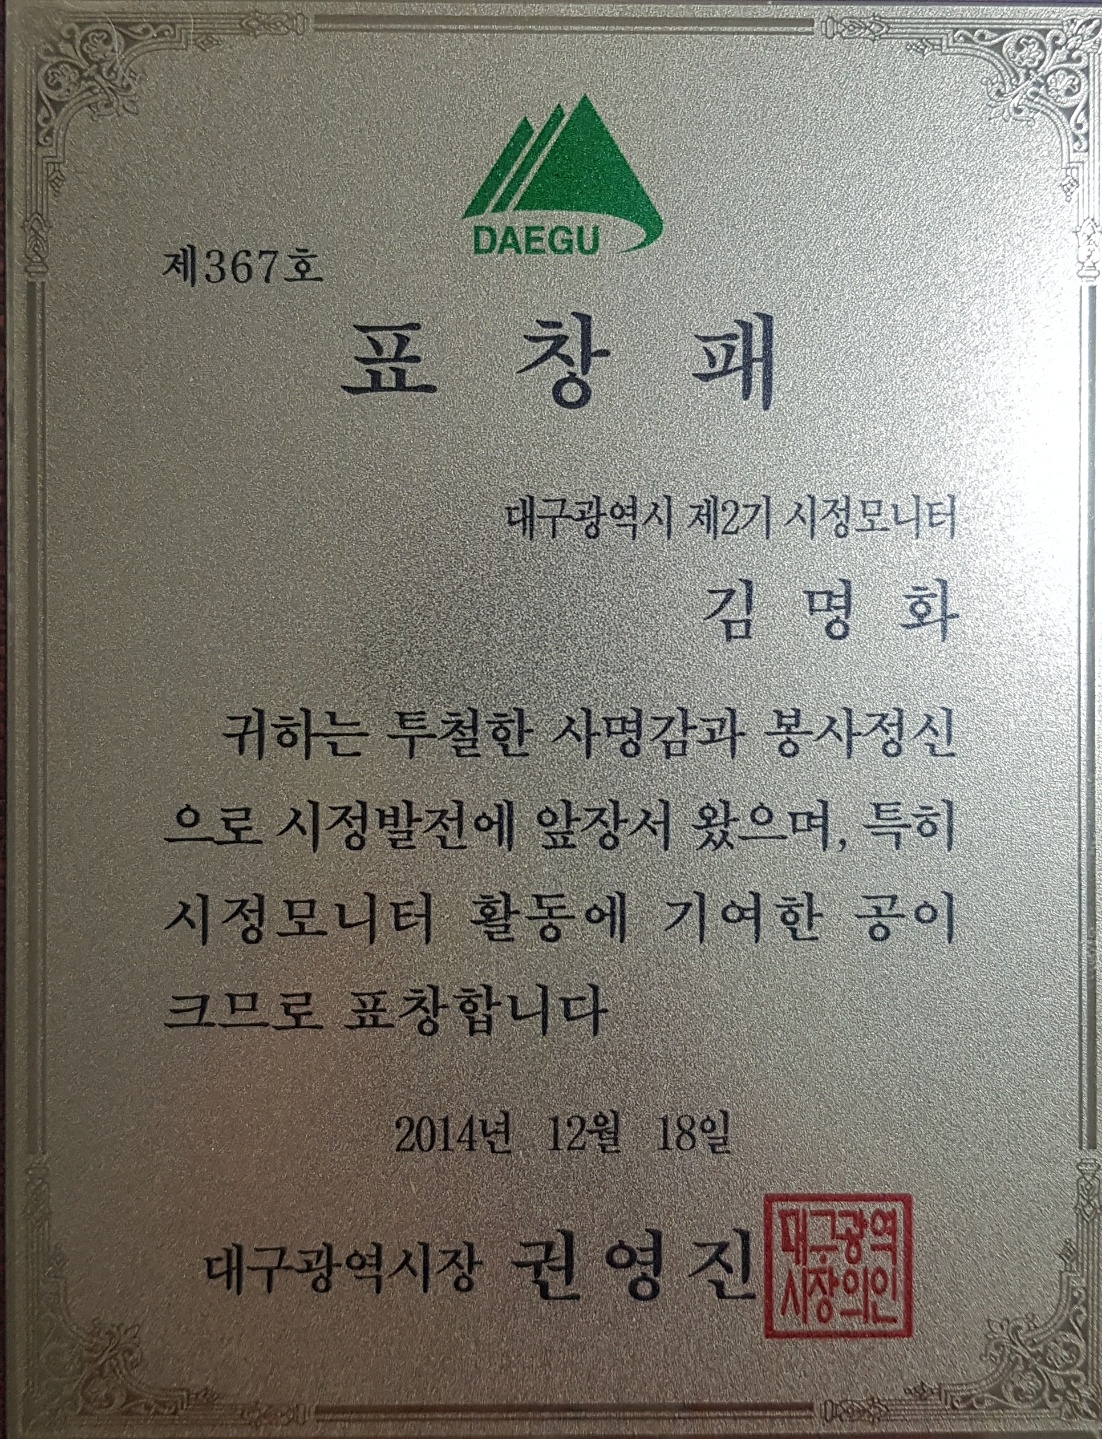 DAEGU
제367호
표 창 패
대구광역시 제2기 시정모니터
김 명 화
귀하는 투철한 사명감과 봉사정신
으로 시정발전에 앞장서 왔으며, 특히
시정모니터 활동에 기여한 공이
크므로 표창합니다
2014년 12월 18일
대구광역시장 권 영 진
대구광역
시장의인